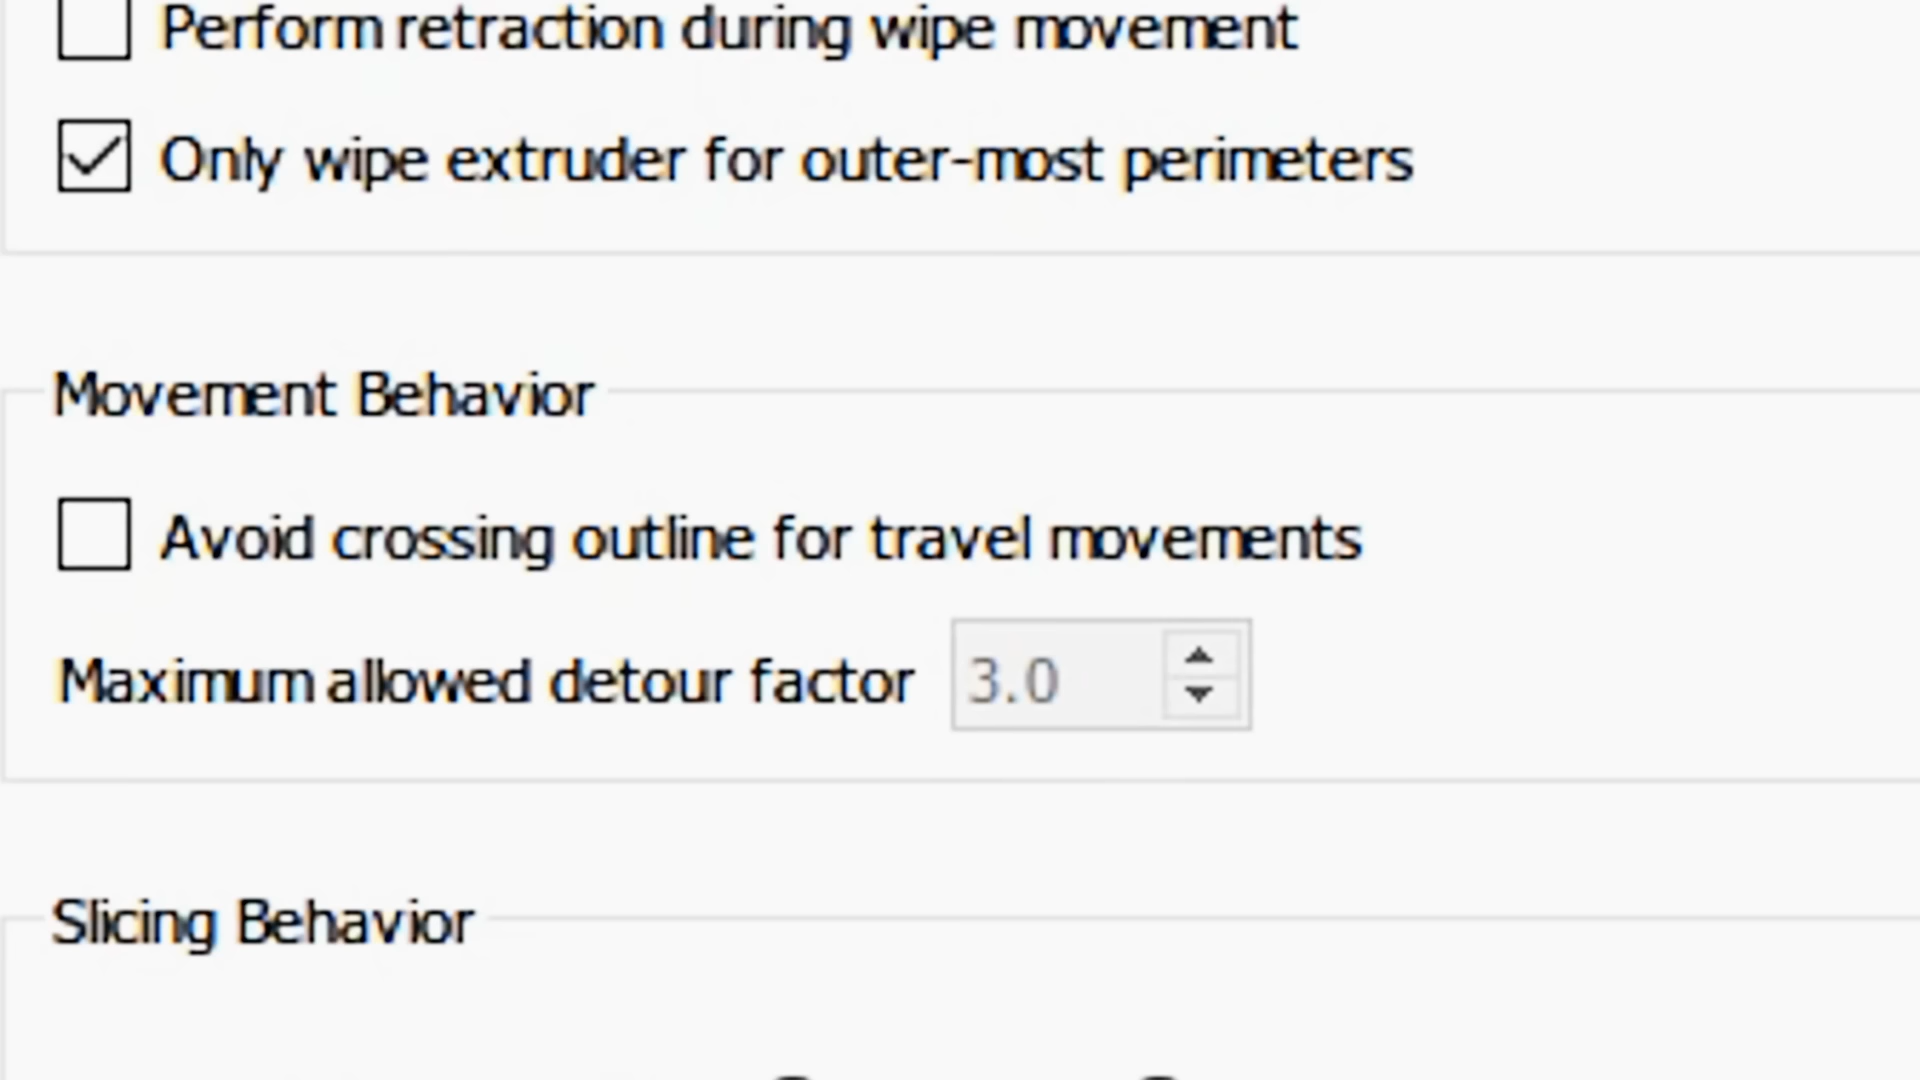 Perform retraction during wipe movement
Only wipe extruder for outer-most perimeters
Movement Behavior
Avoid crossing outline for travel movements
Maximum allowed detour factor 3.0
Slicing Behavior